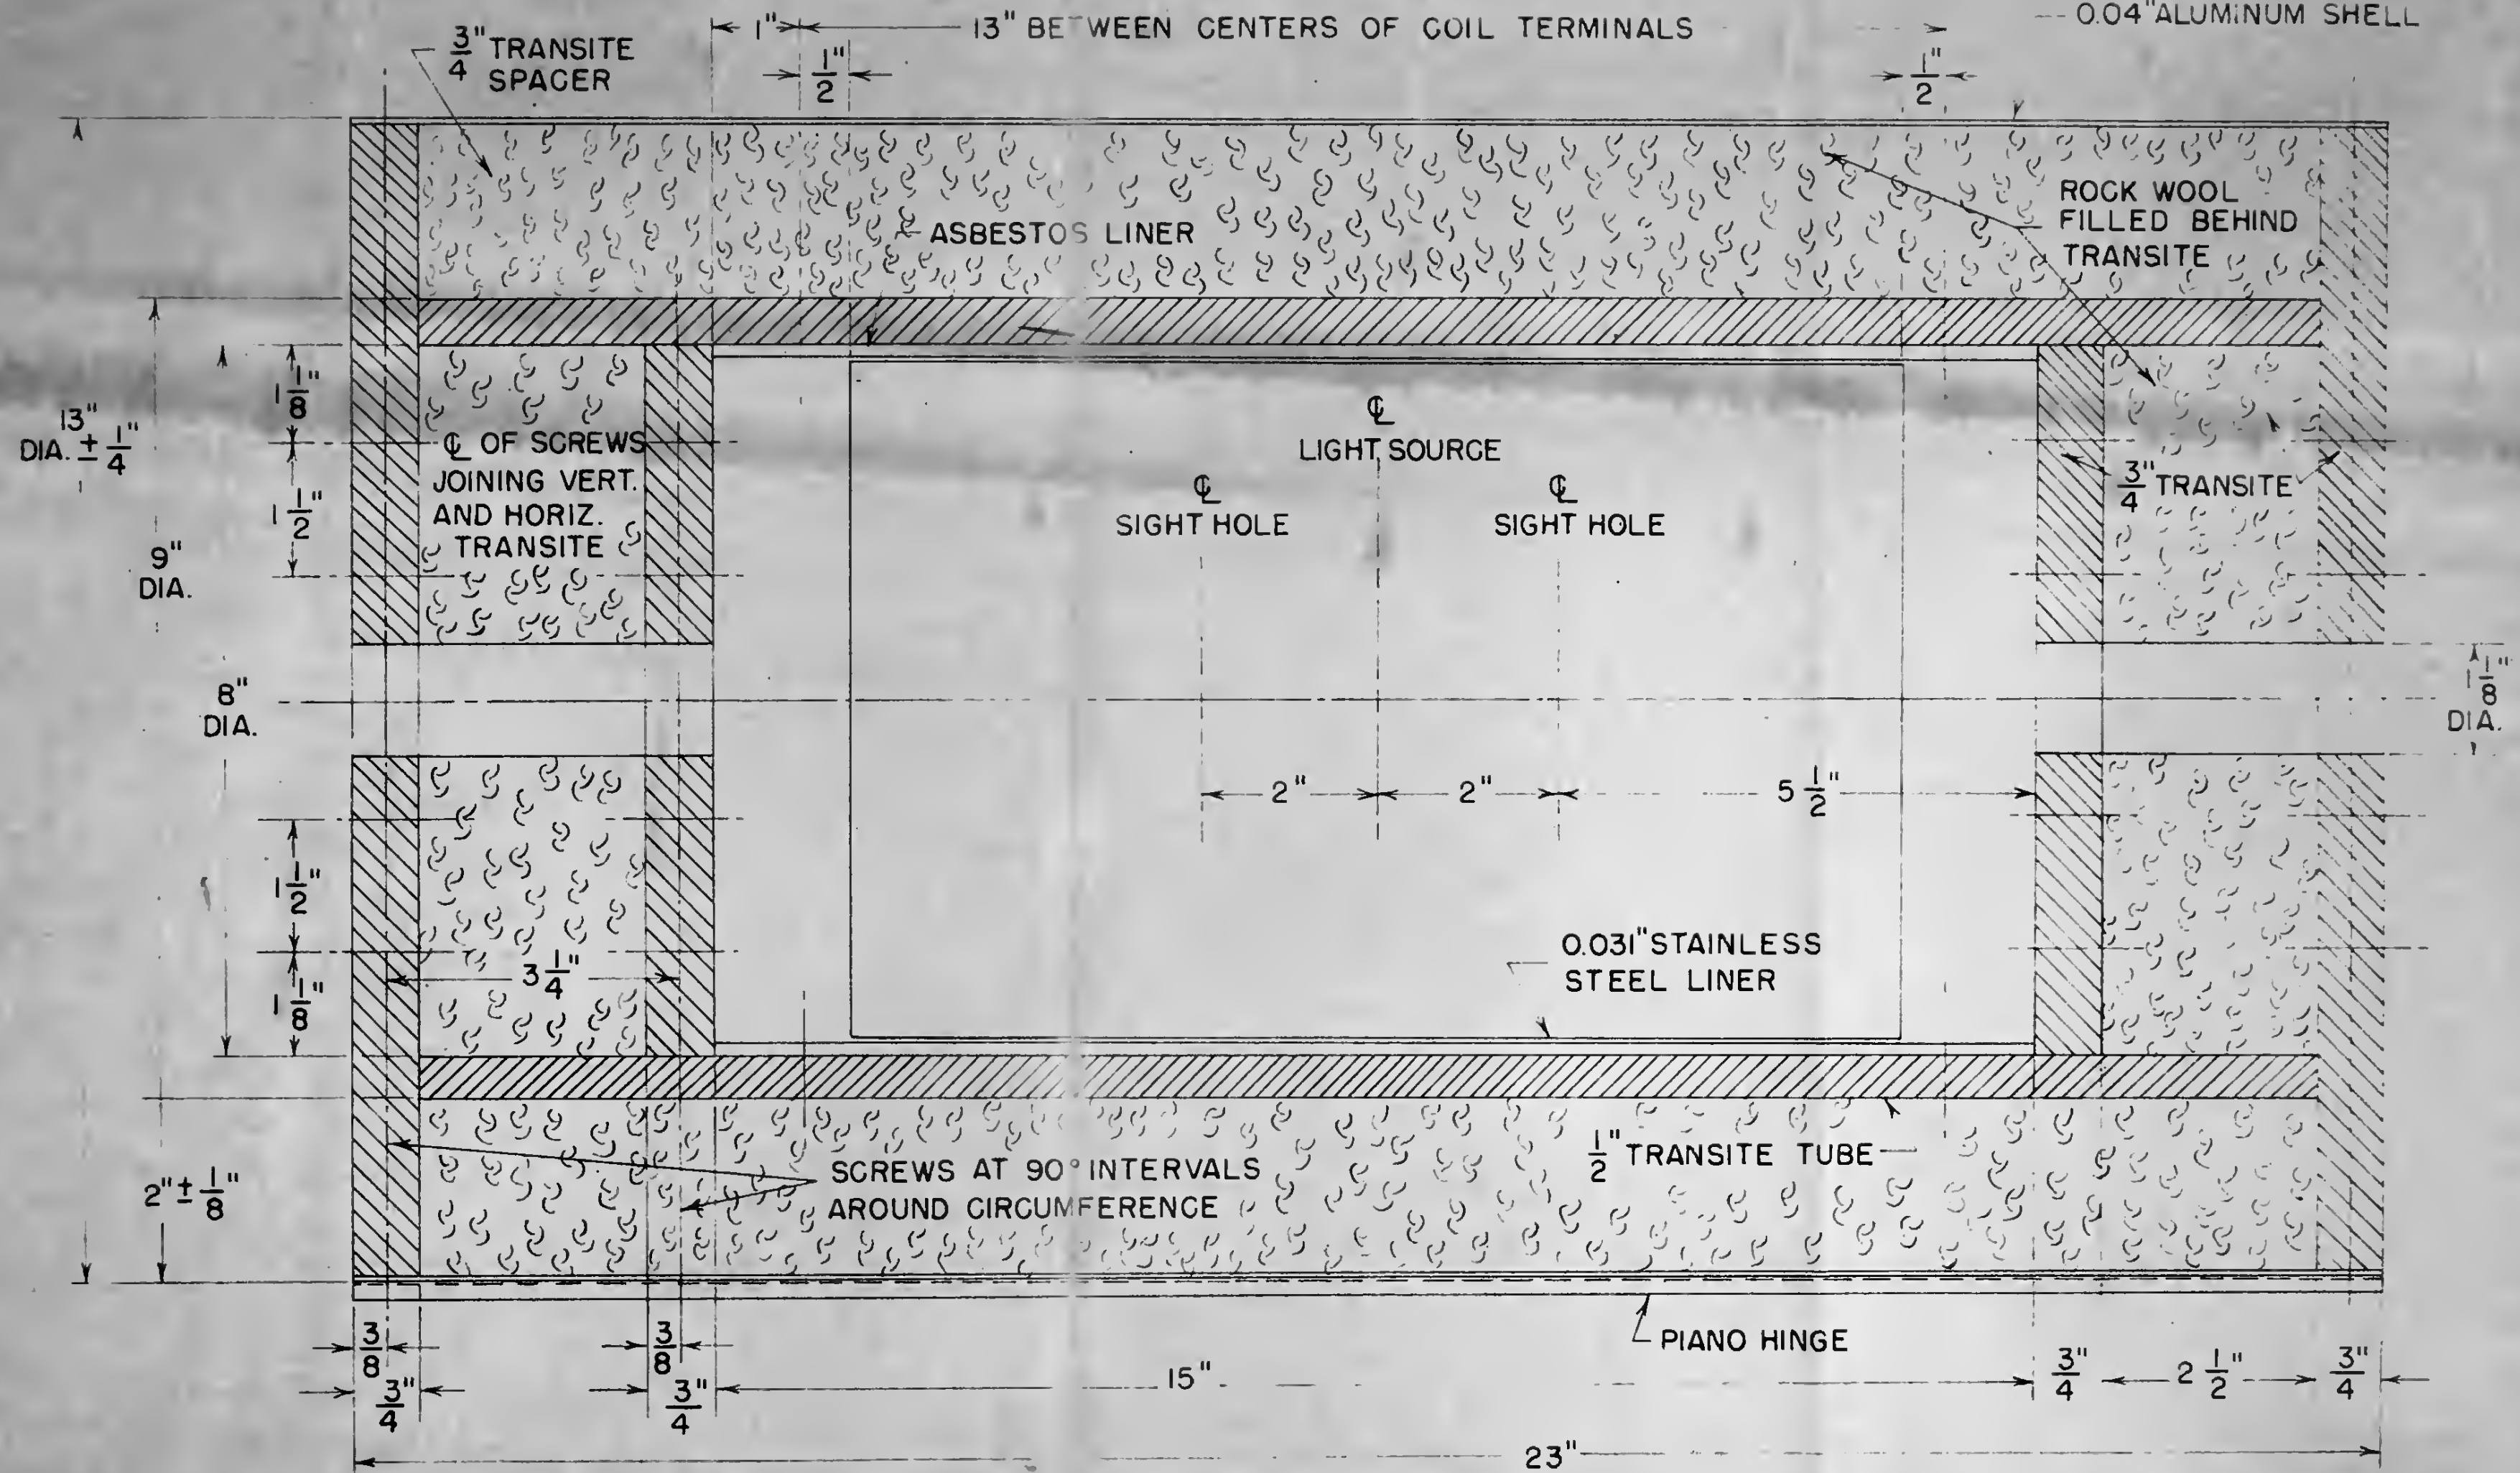 1" 13" BETWEEN CENTERS OF COIL TERMINALS
0.04" ALUMINUM SHELL
3/4" TRANSITE
SPACER
1/2"
1/2"
ROCK WOOL
FILLED BEHIND
TRANSITE
ASBESTOS LINER
13"
DIA. ± 1/4"
9"
DIA.
8"
DIA.
1 1/8"
1 1/2"
℄ OF SCREWS
JOINING VERT.
AND HORIZ.
TRANSITE
℄
LIGHT SOURCE
℄
SIGHT HOLE
℄
SIGHT HOLE
3/4" TRANSITE
1 1/8"
DIA.
2" 2" 5 1/2"
1 1/2"
1 1/8"
3 1/4"
0.031" STAINLESS
STEEL LINER
2" ± 1/8"
SCREWS AT 90° INTERVALS
AROUND CIRCUMFERENCE
1/2" TRANSITE TUBE
PIANO HINGE
3/8 3/8
3/4" 3/4" 15" 3/4" 2 1/2" 3/4"
23"